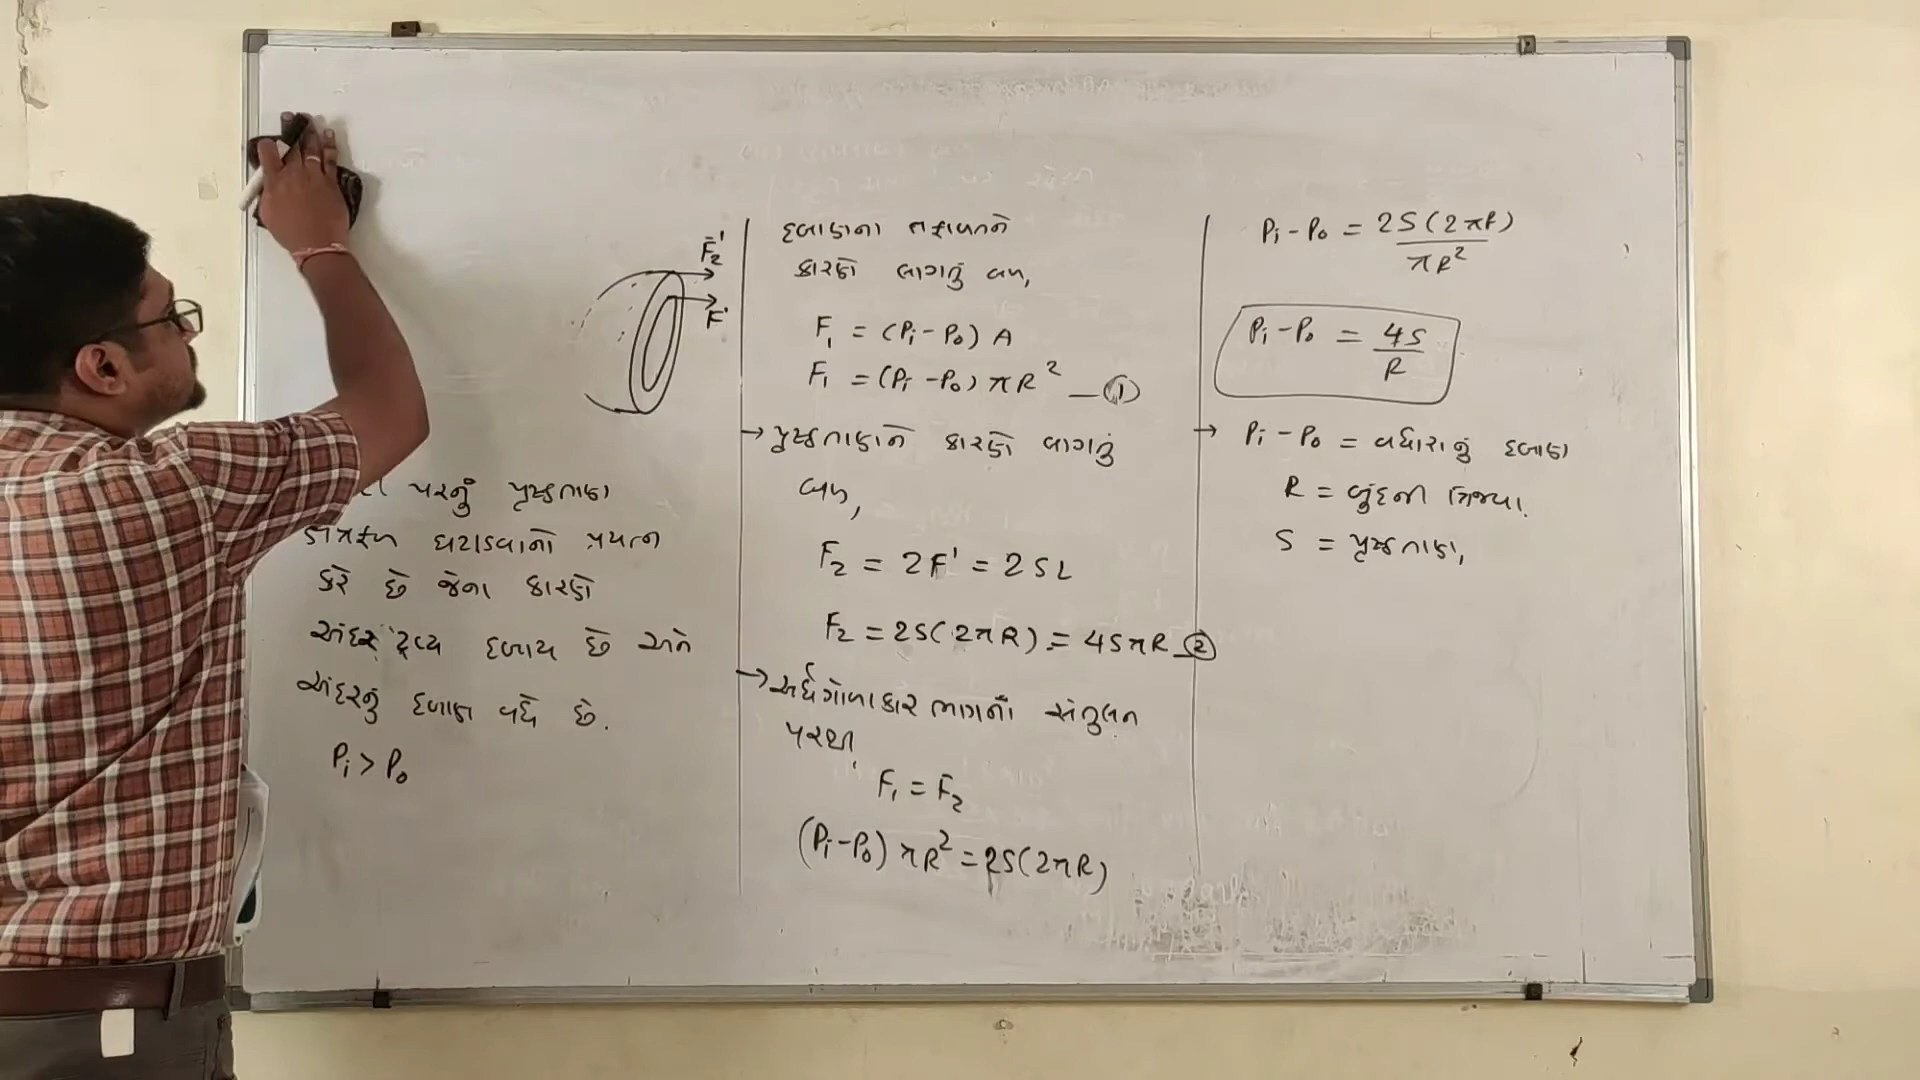 F₂'
F'
પરનું પૃષ્ઠતાણ
ક્ષેત્રફળ ઘટાડવાનો પ્રયત્ન
કરે છે જેના કારણે
અંદર દ્રવ્ય દબાય છે અને
અંદરનું દબાણ વધે છે.
Pᵢ > P₀
દબાણના તફાવતને
કારણે લાગતું બળ,
F₁ = (Pᵢ - P₀) A
F₁ = (Pᵢ - P₀) πR² — ①
→ પૃષ્ઠતાણને કારણે લાગતું
બળ,
F₂ = 2F' = 2SL
F₂ = 2S(2πR) = 4SπR — ②
→ અર્ધગોળાકાર ભાગનાં સંતુલન
પરથી
F₁ = F₂
(Pᵢ - P₀) πR² = 2S(2πR)
Pᵢ - P₀ = 2S(2πR) / πR²
Pᵢ - P₀ = 4S / R
→ Pᵢ - P₀ = વધારાનું દબાણ
R = બુંદની ત્રિજ્યા.
S = પૃષ્ઠતાણ,